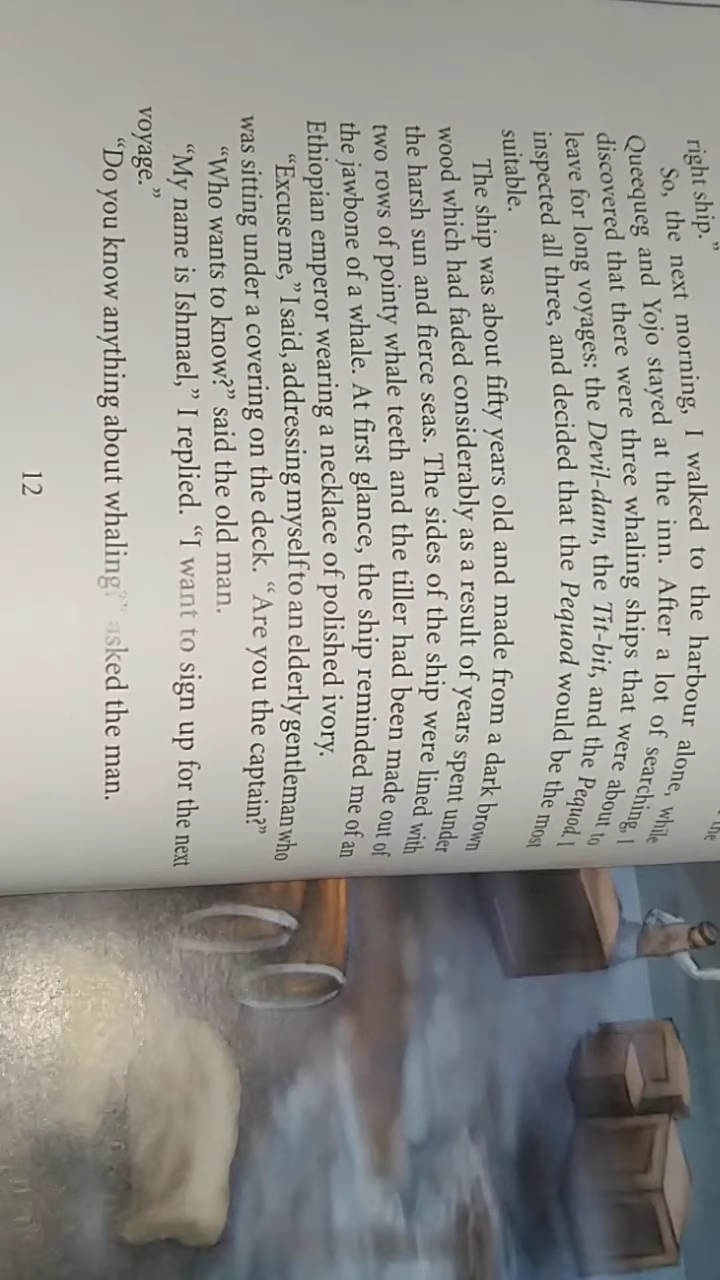 the
right ship."
So, the next morning, I walked to the harbour alone, while
Queequeg and Yojo stayed at the inn. After a lot of searching, I
discovered that there were three whaling ships that were about to
leave for long voyages: the Devil-dam, the Tit-bit, and the Pequod. I
inspected all three, and decided that the Pequod would be the most
suitable.
The ship was about fifty years old and made from a dark brown
wood which had faded considerably as a result of years spent under
the harsh sun and fierce seas. The sides of the ship were lined with
two rows of pointy whale teeth and the tiller had been made out of
the jawbone of a whale. At first glance, the ship reminded me of an
Ethiopian emperor wearing a necklace of polished ivory.
"Excuse me," I said, addressing myself to an elderly gentleman who
was sitting under a covering on the deck. "Are you the captain?"
"Who wants to know?" said the old man.
"My name is Ishmael," I replied. "I want to sign up for the next
voyage."
"Do you know anything about whaling?" asked the man.
12